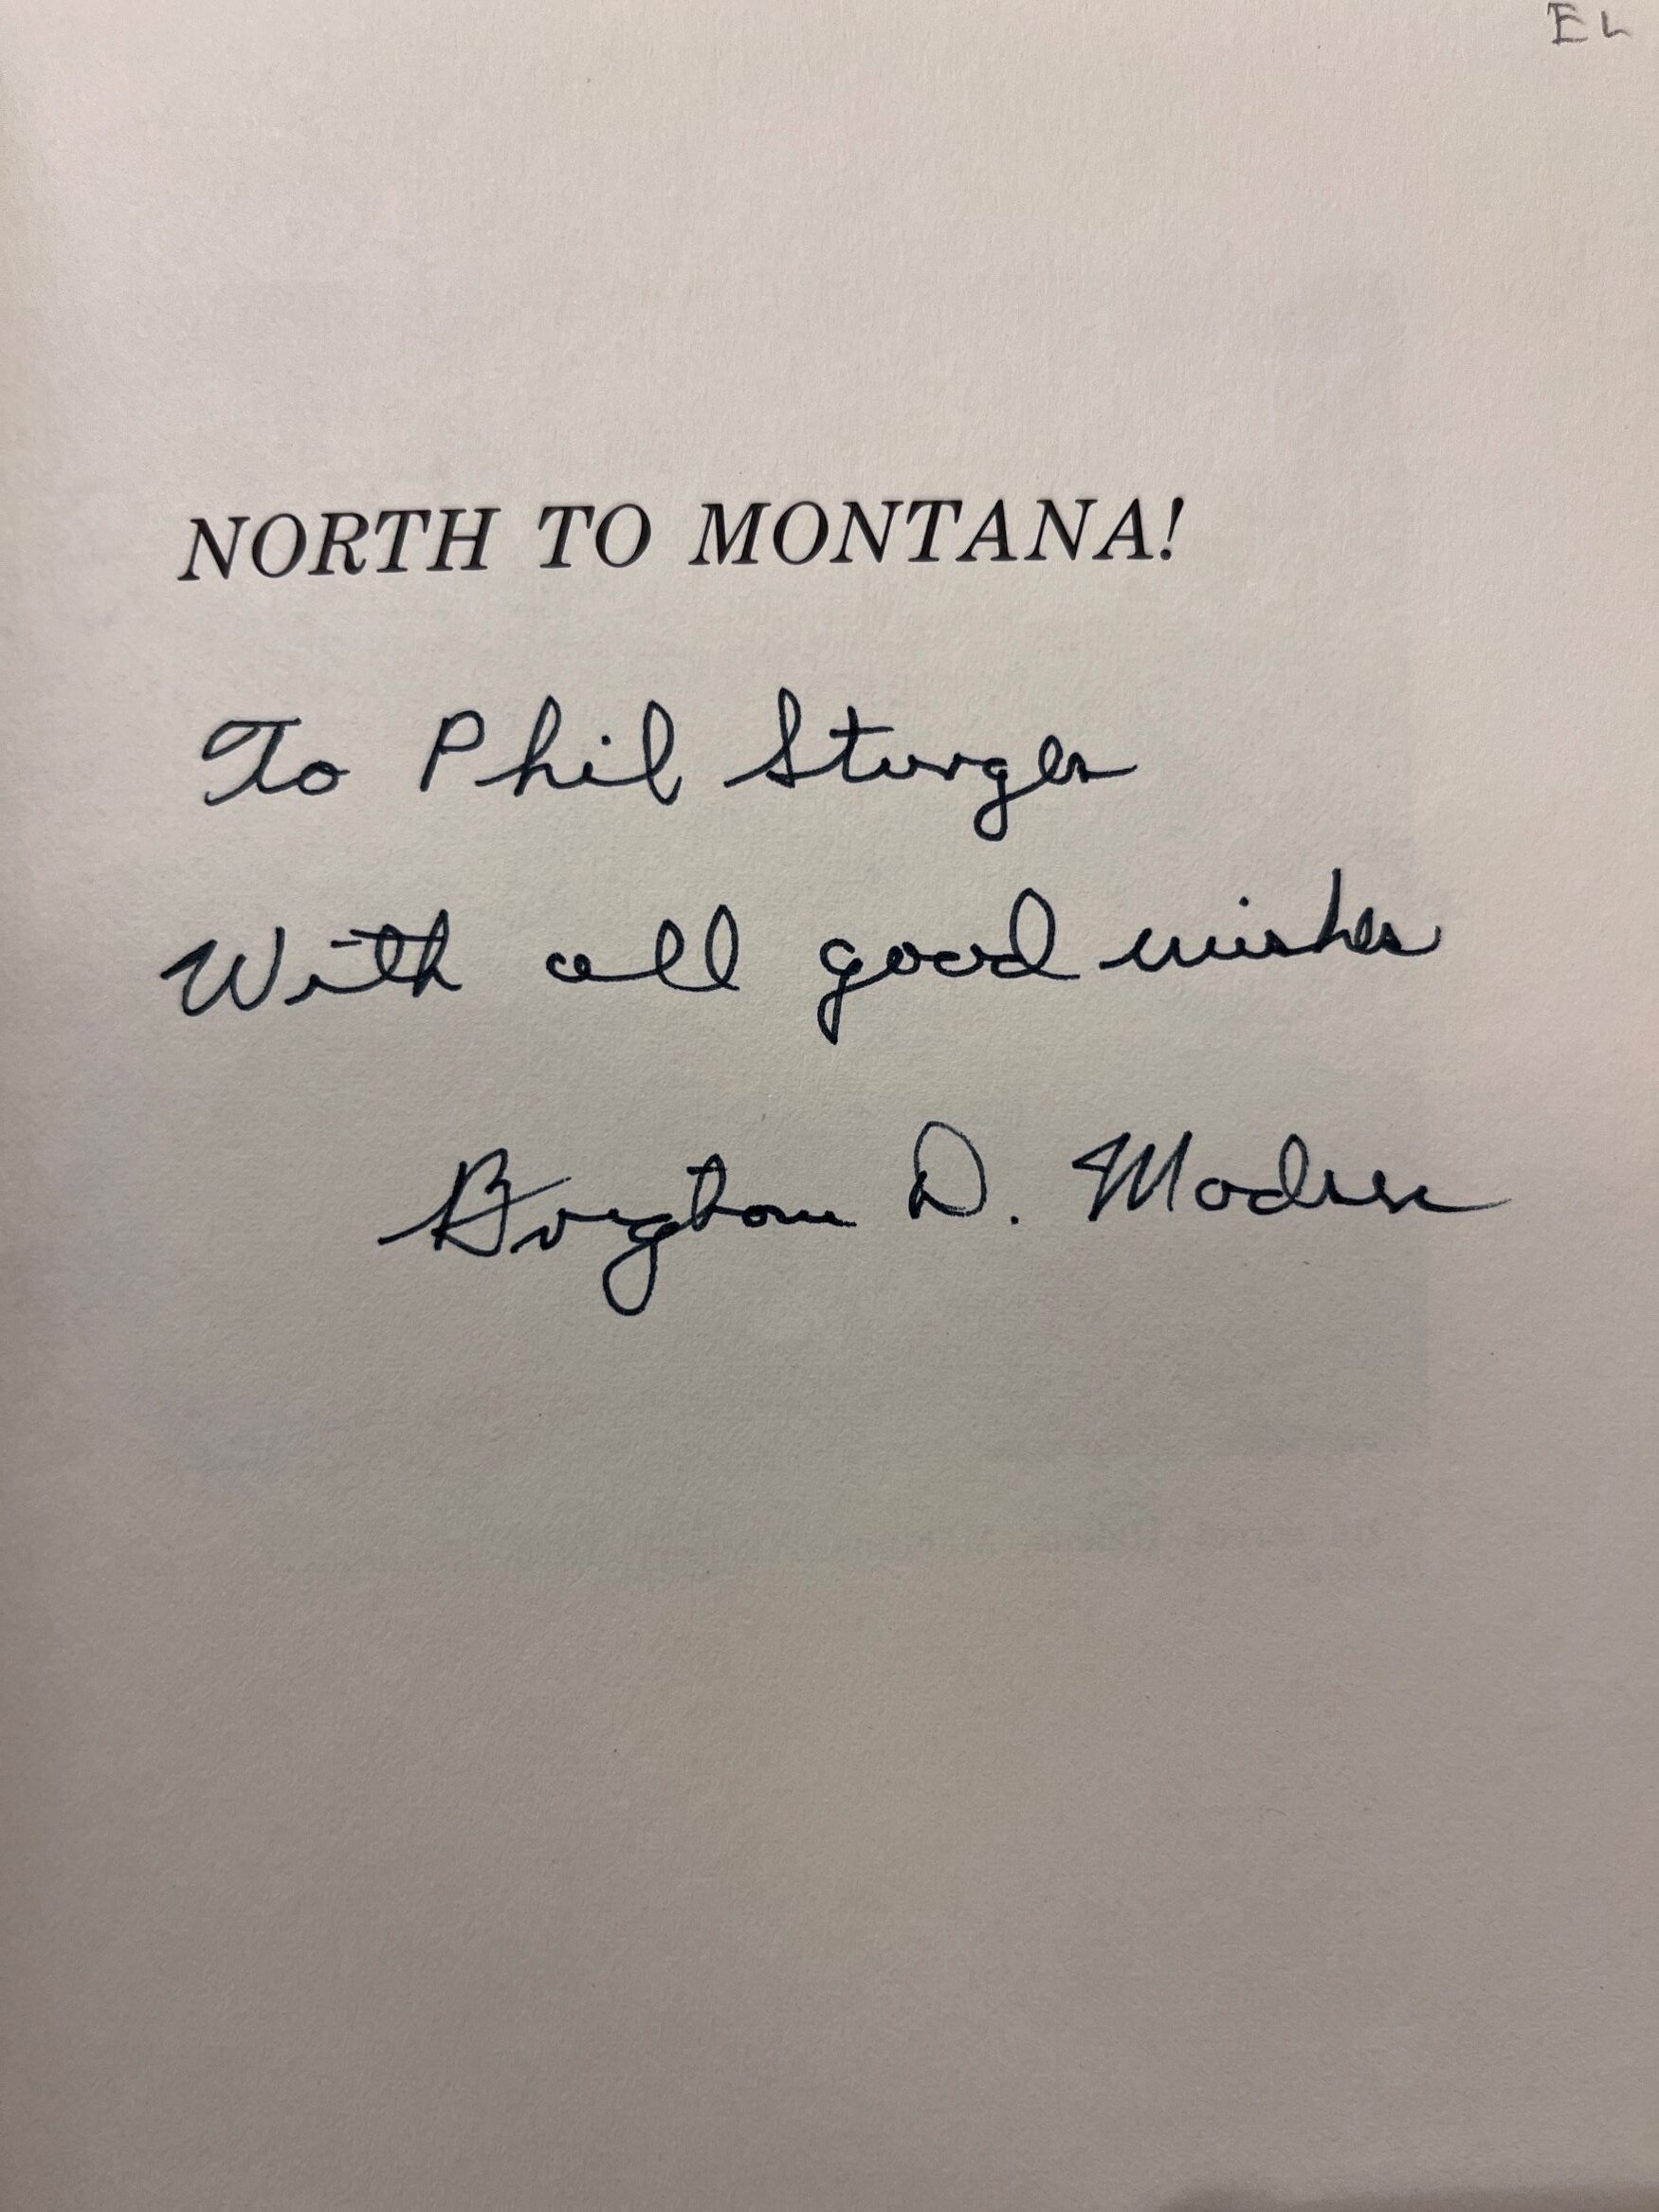 EL
NORTH TO MONTANA!
To Phil Sturges
With all good wishes
Brigham D. Madsen